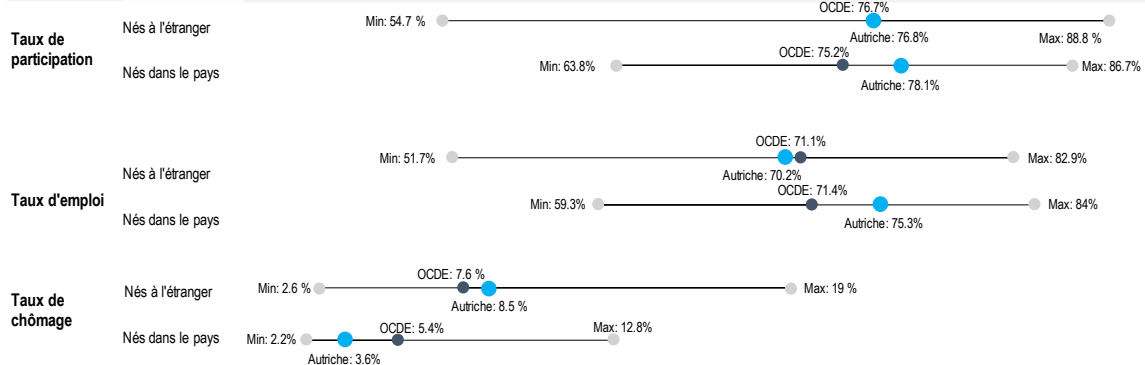 Taux de
participation
Nés à l'étranger
Min: 54.7 %
OCDE: 76.7%
Autriche: 76.8%
Max: 88.8 %
Nés dans le pays
Min: 63.8%
OCDE: 75.2%
Autriche: 78.1%
Max: 86.7%
Taux d'emploi
Nés à l'étranger
Min: 51.7%
OCDE: 71.1%
Autriche: 70.2%
Max: 82.9%
Nés dans le pays
Min: 59.3%
OCDE: 71.4%
Autriche: 75.3%
Max: 84%
Taux de
chômage
Nés à l'étranger
Min: 2.6 %
OCDE: 7.6 %
Autriche: 8.5 %
Max: 19 %
Nés dans le pays
Min: 2.2%
OCDE: 5.4%
Autriche: 3.6%
Max: 12.8%